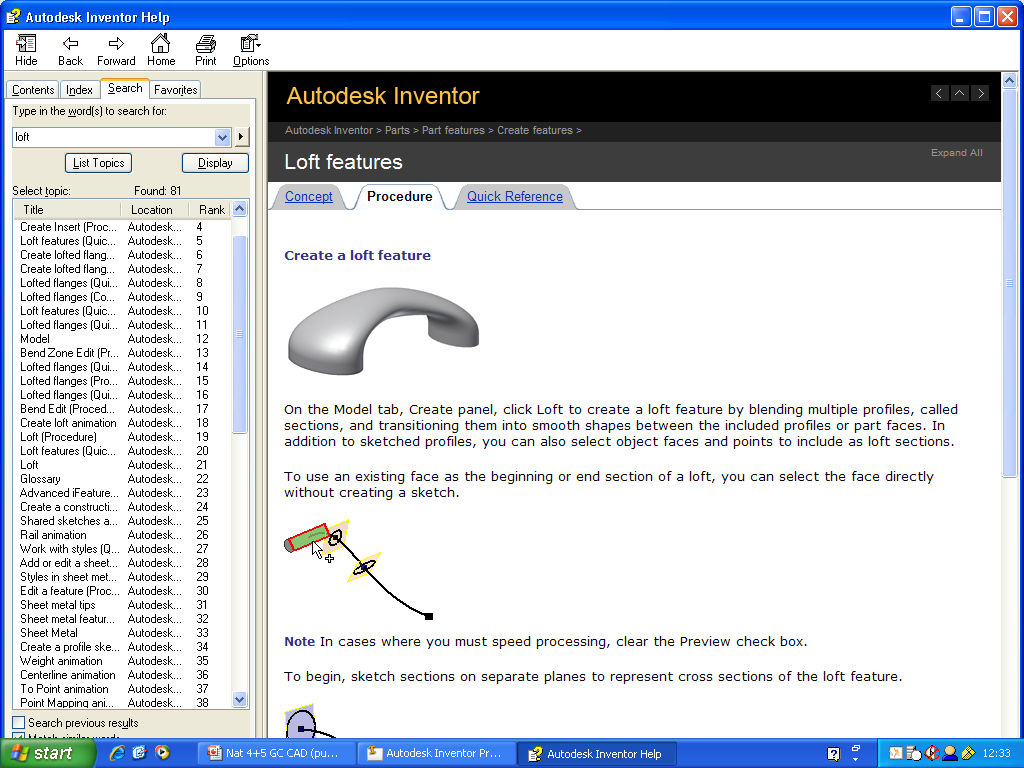 Autodesk Inventor Help
Hide Back Forward Home Print Options
Contents Index Search Favorites
Type in the word(s) to search for:
loft
List Topics Display
Select topic: Found: 81
Title Location Rank
Create Insert (Proc... Autodesk... 4
Loft features (Quic... Autodesk... 5
Create lofted flang... Autodesk... 6
Create lofted flang... Autodesk... 7
Lofted flanges (Qui... Autodesk... 8
Lofted flanges (Co... Autodesk... 9
Loft features (Quic... Autodesk... 10
Lofted flanges (Qui... Autodesk... 11
Model Autodesk... 12
Bend Zone Edit (Pr... Autodesk... 13
Lofted flanges (Qui... Autodesk... 14
Lofted flanges (Pro... Autodesk... 15
Lofted flanges (Qui... Autodesk... 16
Bend Edit (Proced... Autodesk... 17
Create loft animation Autodesk... 18
Loft (Procedure) Autodesk... 19
Loft features (Quic... Autodesk... 20
Loft Autodesk... 21
Glossary Autodesk... 22
Advanced iFeature... Autodesk... 23
Create a constructi... Autodesk... 24
Shared sketches a... Autodesk... 25
Rail animation Autodesk... 26
Work with styles (Q... Autodesk... 27
Add or edit a sheet... Autodesk... 28
Styles in sheet met... Autodesk... 29
Edit a feature (Proc... Autodesk... 30
Sheet metal tips Autodesk... 31
Sheet metal featur... Autodesk... 32
Sheet Metal Autodesk... 33
Create a profile ske... Autodesk... 34
Weight animation Autodesk... 35
Centerline animation Autodesk... 36
To Point animation Autodesk... 37
Point Mapping ani... Autodesk... 38
Search previous results
Match similar words
Autodesk Inventor
Autodesk Inventor > Parts > Part features > Create features >
Loft features
Expand All
Concept Procedure Quick Reference
Create a loft feature
On the Model tab, Create panel, click Loft to create a loft feature by blending multiple profiles, called
sections, and transitioning them into smooth shapes between the included profiles or part faces. In
addition to sketched profiles, you can also select object faces and points to include as loft sections.
To use an existing face as the beginning or end section of a loft, you can select the face directly
without creating a sketch.
Note In cases where you must speed processing, clear the Preview check box.
To begin, sketch sections on separate planes to represent cross sections of the loft feature.
start
Nat 4+5 GC CAD (pu...
Autodesk Inventor Pr...
Autodesk Inventor Help
12:33